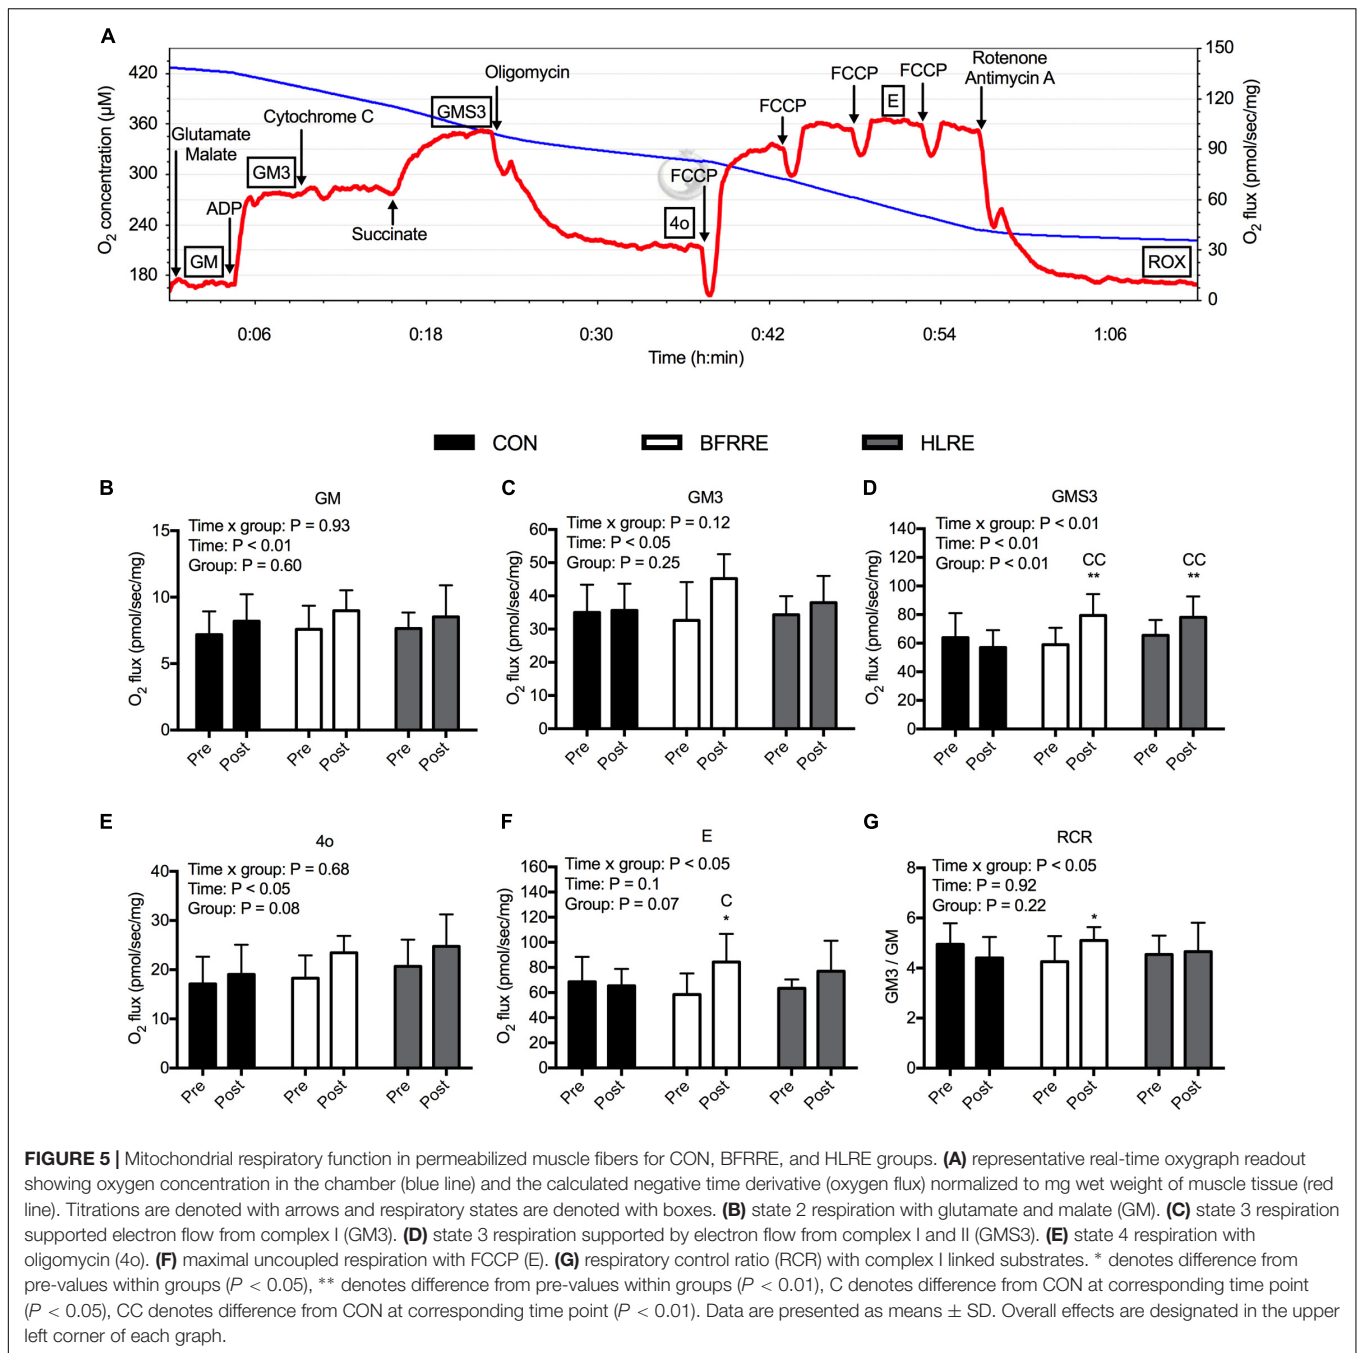 A
420
360
300
240
180
O2 concentration (µM)
150
120
90
60
30
0
O2 flux (pmol/sec/mg)
Glutamate
Malate
GM
ADP
GM3
Cytochrome C
Succinate
GMS3
Oligomycin
4o
FCCP
FCCP
FCCP
E
FCCP
Rotenone
Antimycin A
ROX
0:06 0:18 0:30 0:42 0:54 1:06
Time (h:min)
CON BFRRE HLRE
B
GM
Time x group: P = 0.93
Time: P < 0.01
Group: P = 0.60
15
10
5
0
O2 flux (pmol/sec/mg)
Pre Post Pre Post Pre Post
C
GM3
Time x group: P = 0.12
Time: P < 0.05
Group: P = 0.25
60
50
40
30
20
10
0
O2 flux (pmol/sec/mg)
Pre Post Pre Post Pre Post
D
GMS3
Time x group: P < 0.01
Time: P < 0.01
Group: P < 0.01
CC
**
CC
**
140
120
100
80
60
40
20
0
O2 flux (pmol/sec/mg)
Pre Post Pre Post Pre Post
E
4o
Time x group: P = 0.68
Time: P < 0.05
Group: P = 0.08
40
30
20
10
0
O2 flux (pmol/sec/mg)
Pre Post Pre Post Pre Post
F
E
Time x group: P < 0.05
Time: P = 0.1
Group: P = 0.07
C
*
160
140
120
100
80
60
40
20
0
O2 flux (pmol/sec/mg)
Pre Post Pre Post Pre Post
G
RCR
Time x group: P < 0.05
Time: P = 0.92
Group: P = 0.22
*
8
6
4
2
0
GM3 / GM
Pre Post Pre Post Pre Post
FIGURE 5 | Mitochondrial respiratory function in permeabilized muscle fibers for CON, BFRRE, and HLRE groups. (A) representative real-time oxygraph readout
showing oxygen concentration in the chamber (blue line) and the calculated negative time derivative (oxygen flux) normalized to mg wet weight of muscle tissue (red
line). Titrations are denoted with arrows and respiratory states are denoted with boxes. (B) state 2 respiration with glutamate and malate (GM). (C) state 3 respiration
supported electron flow from complex I (GM3). (D) state 3 respiration supported by electron flow from complex I and II (GMS3). (E) state 4 respiration with
oligomycin (4o). (F) maximal uncoupled respiration with FCCP (E). (G) respiratory control ratio (RCR) with complex I linked substrates. * denotes difference from
pre-values within groups (P < 0.05), ** denotes difference from pre-values within groups (P < 0.01), C denotes difference from CON at corresponding time point
(P < 0.05), CC denotes difference from CON at corresponding time point (P < 0.01). Data are presented as means ± SD. Overall effects are designated in the upper
left corner of each graph.